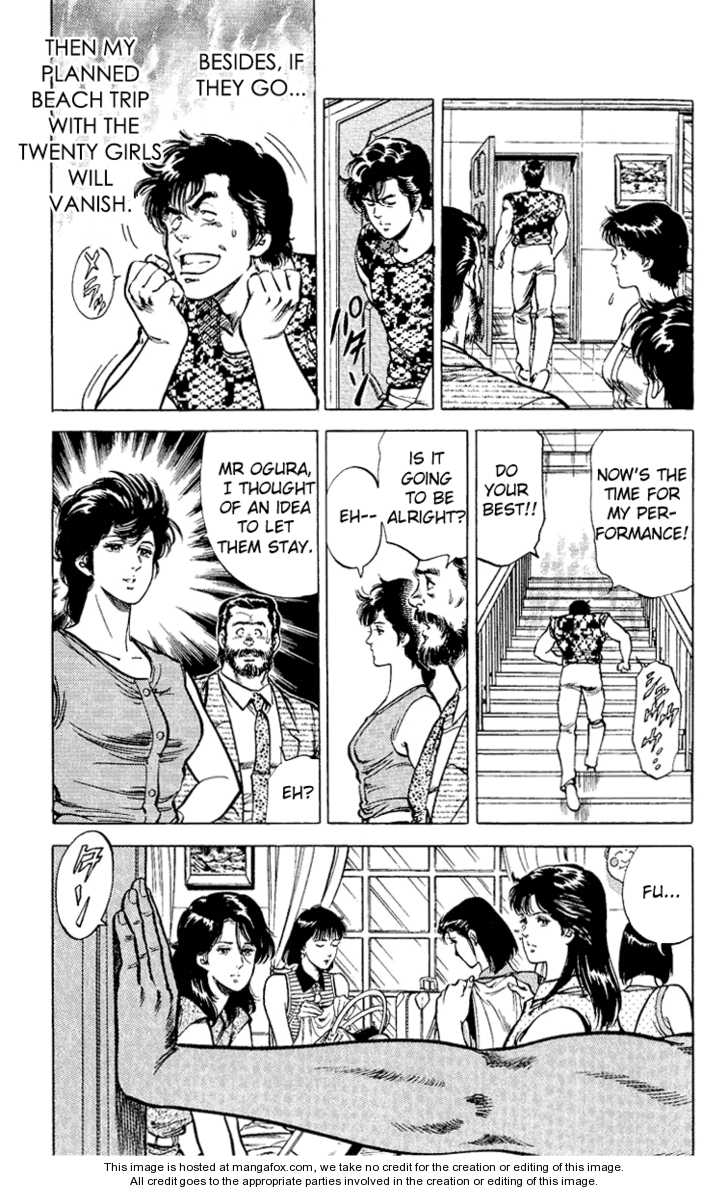 パタン
BESIDES, IF
THEY GO...
THEN MY
PLANNED
BEACH TRIP
WITH THE
TWENTY GIRLS
WILL
VANISH.
NOW'S THE
TIME FOR
MY PER-
FORMANCE!
DO
YOUR
BEST!!
IS IT
GOING
TO BE
ALRIGHT?
EH--
MR OGURA,
I THOUGHT
OF AN IDEA
TO LET
THEM STAY.
EH?
FU...
This image is hosted at mangafox.com, we take no credit for the creation or editing of this image.
All credit goes to the appropriate parties involved in the creation or editing of this image.